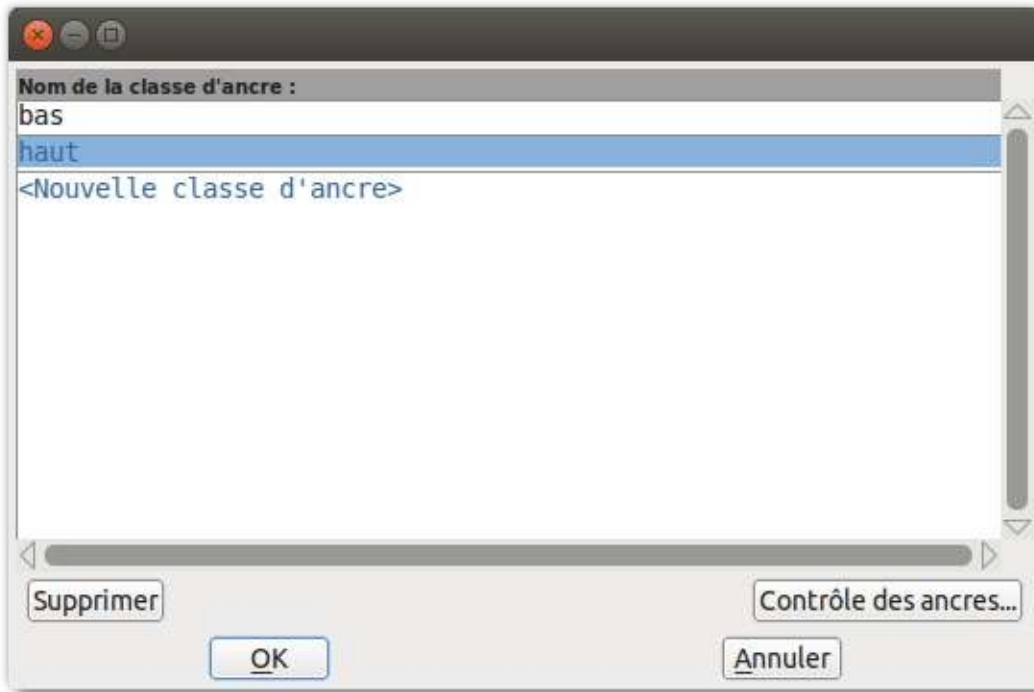 Nom de la classe d'ancre :
bas
haut
<Nouvelle classe d'ancre>
Supprimer
Contrôle des ancres...
OK
Annuler